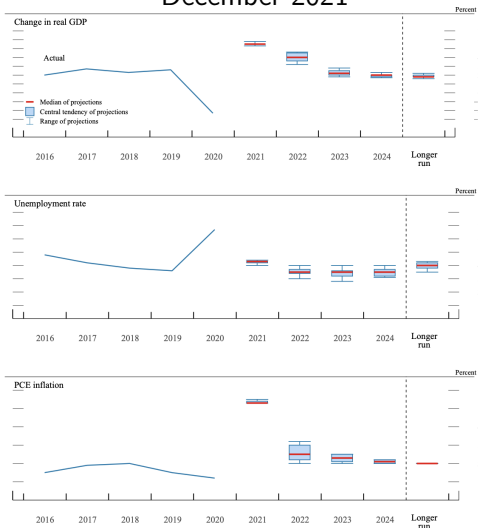 December 2021
Percent
Change in real GDP
Actual
Median of projections
Central tendency of projections
Range of projections
2016 2017 2018 2019 2020 2021 2022 2023 2024 Longer
run
Percent
Unemployment rate
2016 2017 2018 2019 2020 2021 2022 2023 2024 Longer
run
Percent
PCE inflation
2016 2017 2018 2019 2020 2021 2022 2023 2024 Longer
run